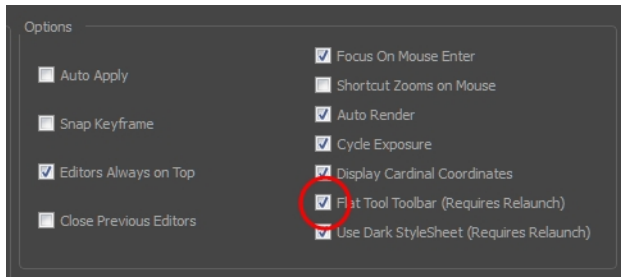 Options
Auto Apply
Snap Keyframe
Editors Always on Top
Close Previous Editors
Focus On Mouse Enter
Shortcut Zooms on Mouse
Auto Render
Cycle Exposure
Display Cardinal Coordinates
Flat Tool Toolbar (Requires Relaunch)
Use Dark StyleSheet (Requires Relaunch)